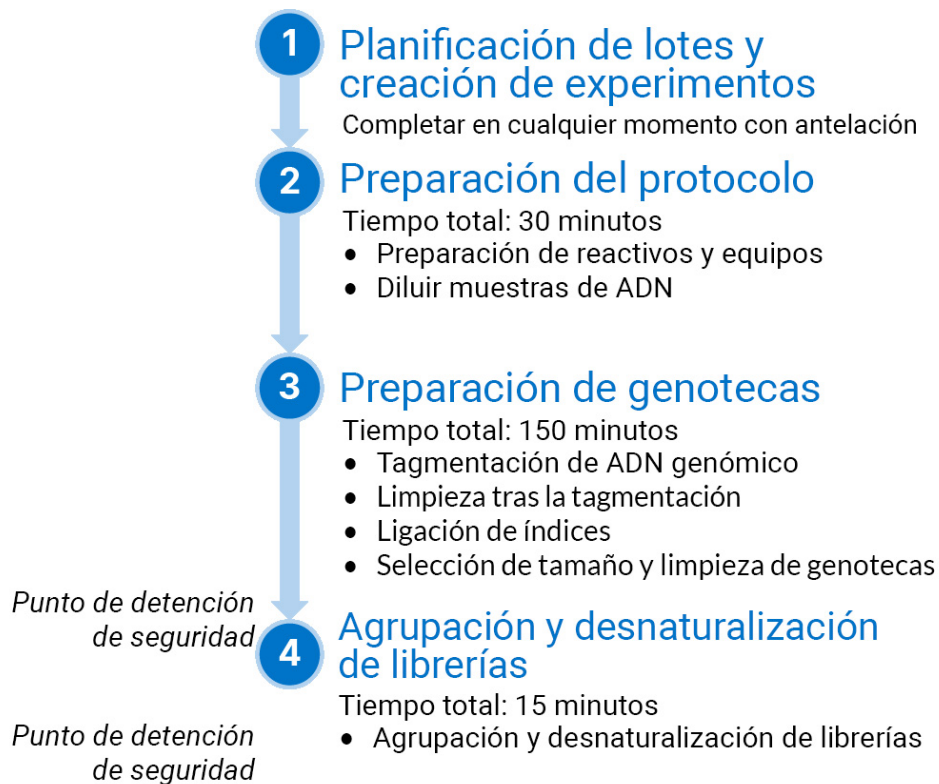 1
Planificación de lotes y
creación de experimentos
Completar en cualquier momento con antelación
2
Preparación del protocolo
Tiempo total: 30 minutos
• Preparación de reactivos y equipos
• Diluir muestras de ADN
3
Preparación de genotecas
Tiempo total: 150 minutos
• Tagmentación de ADN genómico
• Limpieza tras la tagmentación
• Ligación de índices
• Selección de tamaño y limpieza de genotecas
Punto de detención
de seguridad
4
Agrupación y desnaturalización
de librerías
Tiempo total: 15 minutos
• Agrupación y desnaturalización de librerías
Punto de detención
de seguridad